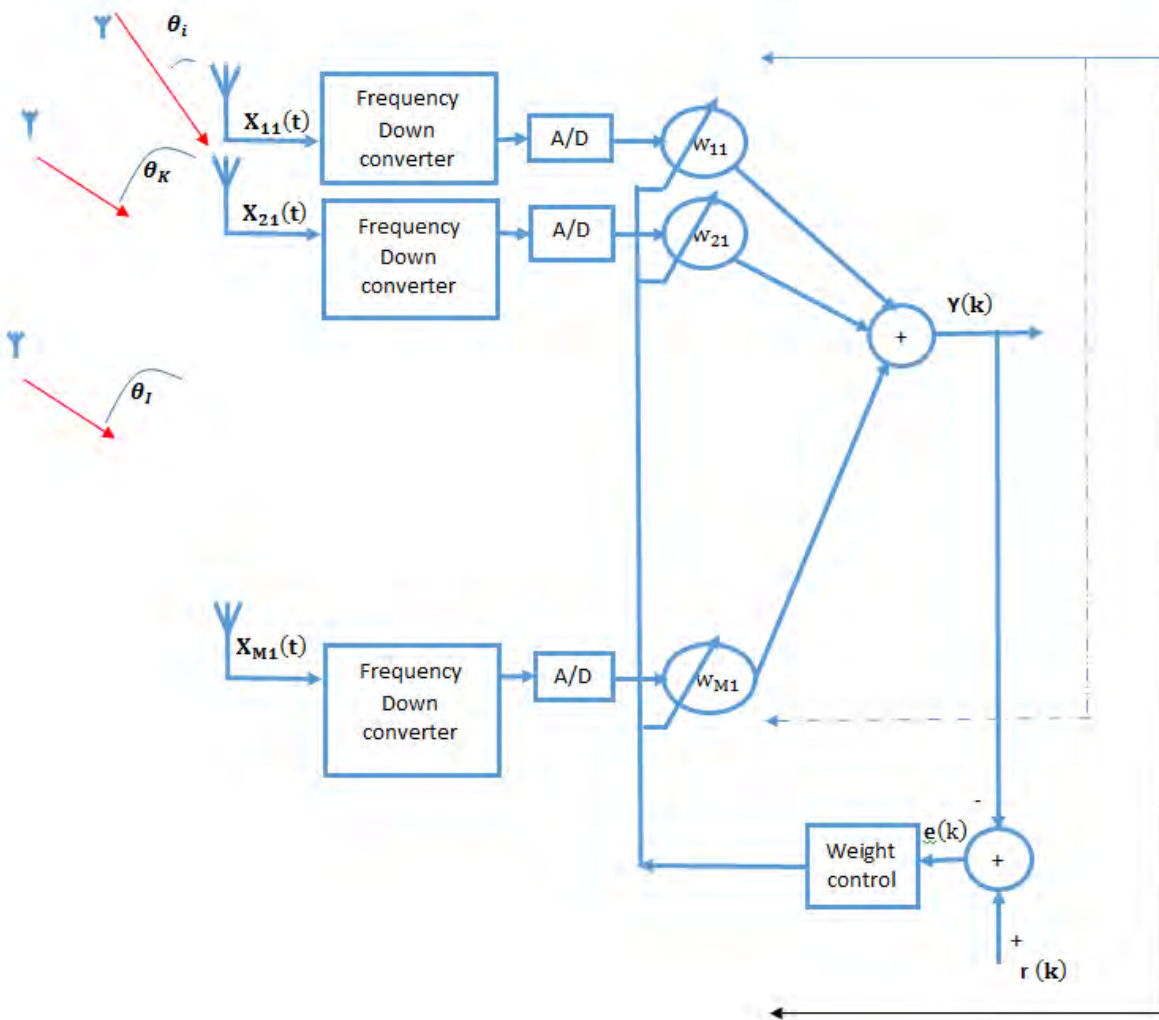 θi
X11(t)
Frequency
Down
converter
A/D
w11
θK
X21(t)
Frequency
Down
converter
A/D
w21
Y(k)
+
θI
XM1(t)
Frequency
Down
converter
A/D
wM1
-
e(k)
Weight
control
+
+
r (k)